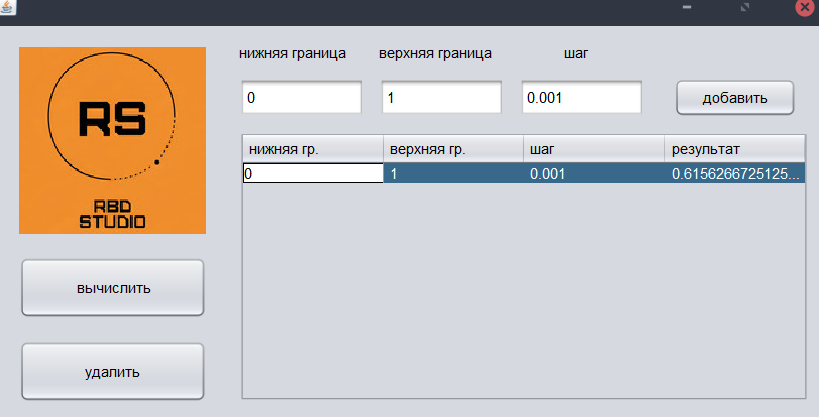 RS
RBD
STUDIO
нижняя граница верхняя граница шаг
0 1 0.001 добавить
нижняя гр. верхняя гр. шаг результат
0 1 0.001 0.6156266725125...
вычислить
удалить